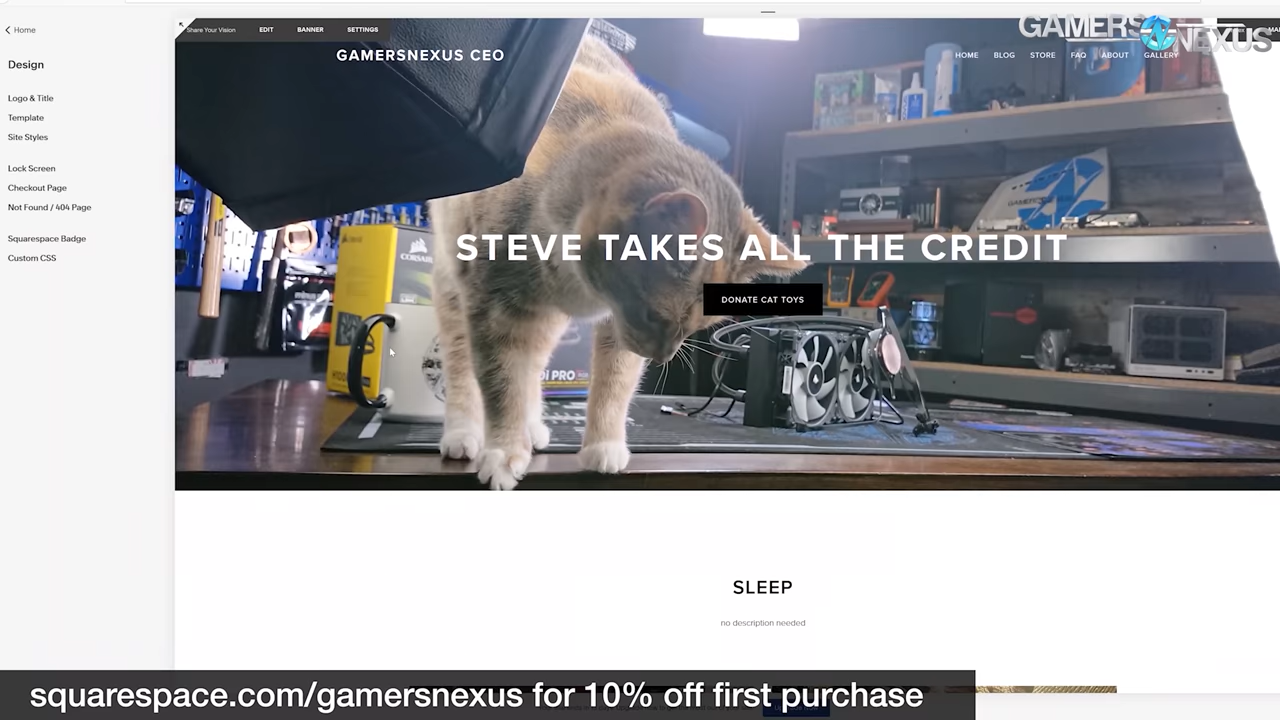 Home
Design
Logo & Title
Template
Site Styles
Lock Screen
Checkout Page
Not Found / 404 Page
Squarespace Badge
Custom CSS
Share Your Vision
EDIT
BANNER
SETTINGS
GAMERSNEXUS CEO
GAMERS NEXUS
HOME
BLOG
STORE
FAQ
ABOUT
GALLERY
STEVE TAKES ALL THE CREDIT
DONATE CAT TOYS
CORSAIR
SLEEP
no description needed
squarespace.com/gamersnexus for 10% off first purchase